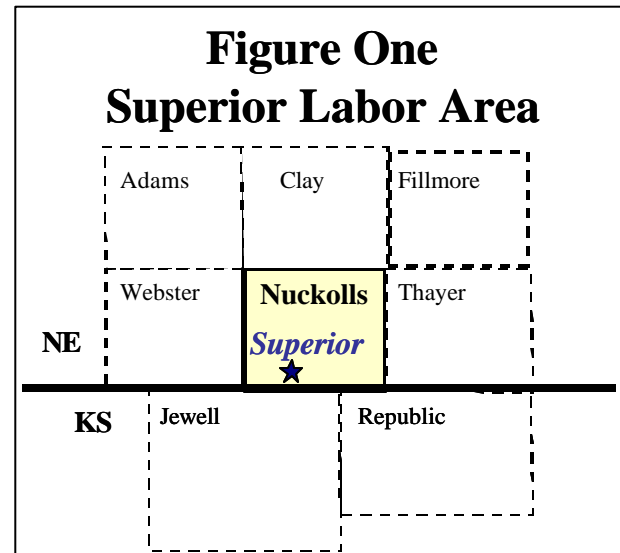 Figure One
Superior Labor Area
Adams Clay Fillmore
Webster Nuckolls Thayer
NE Superior
KS Jewell Republic